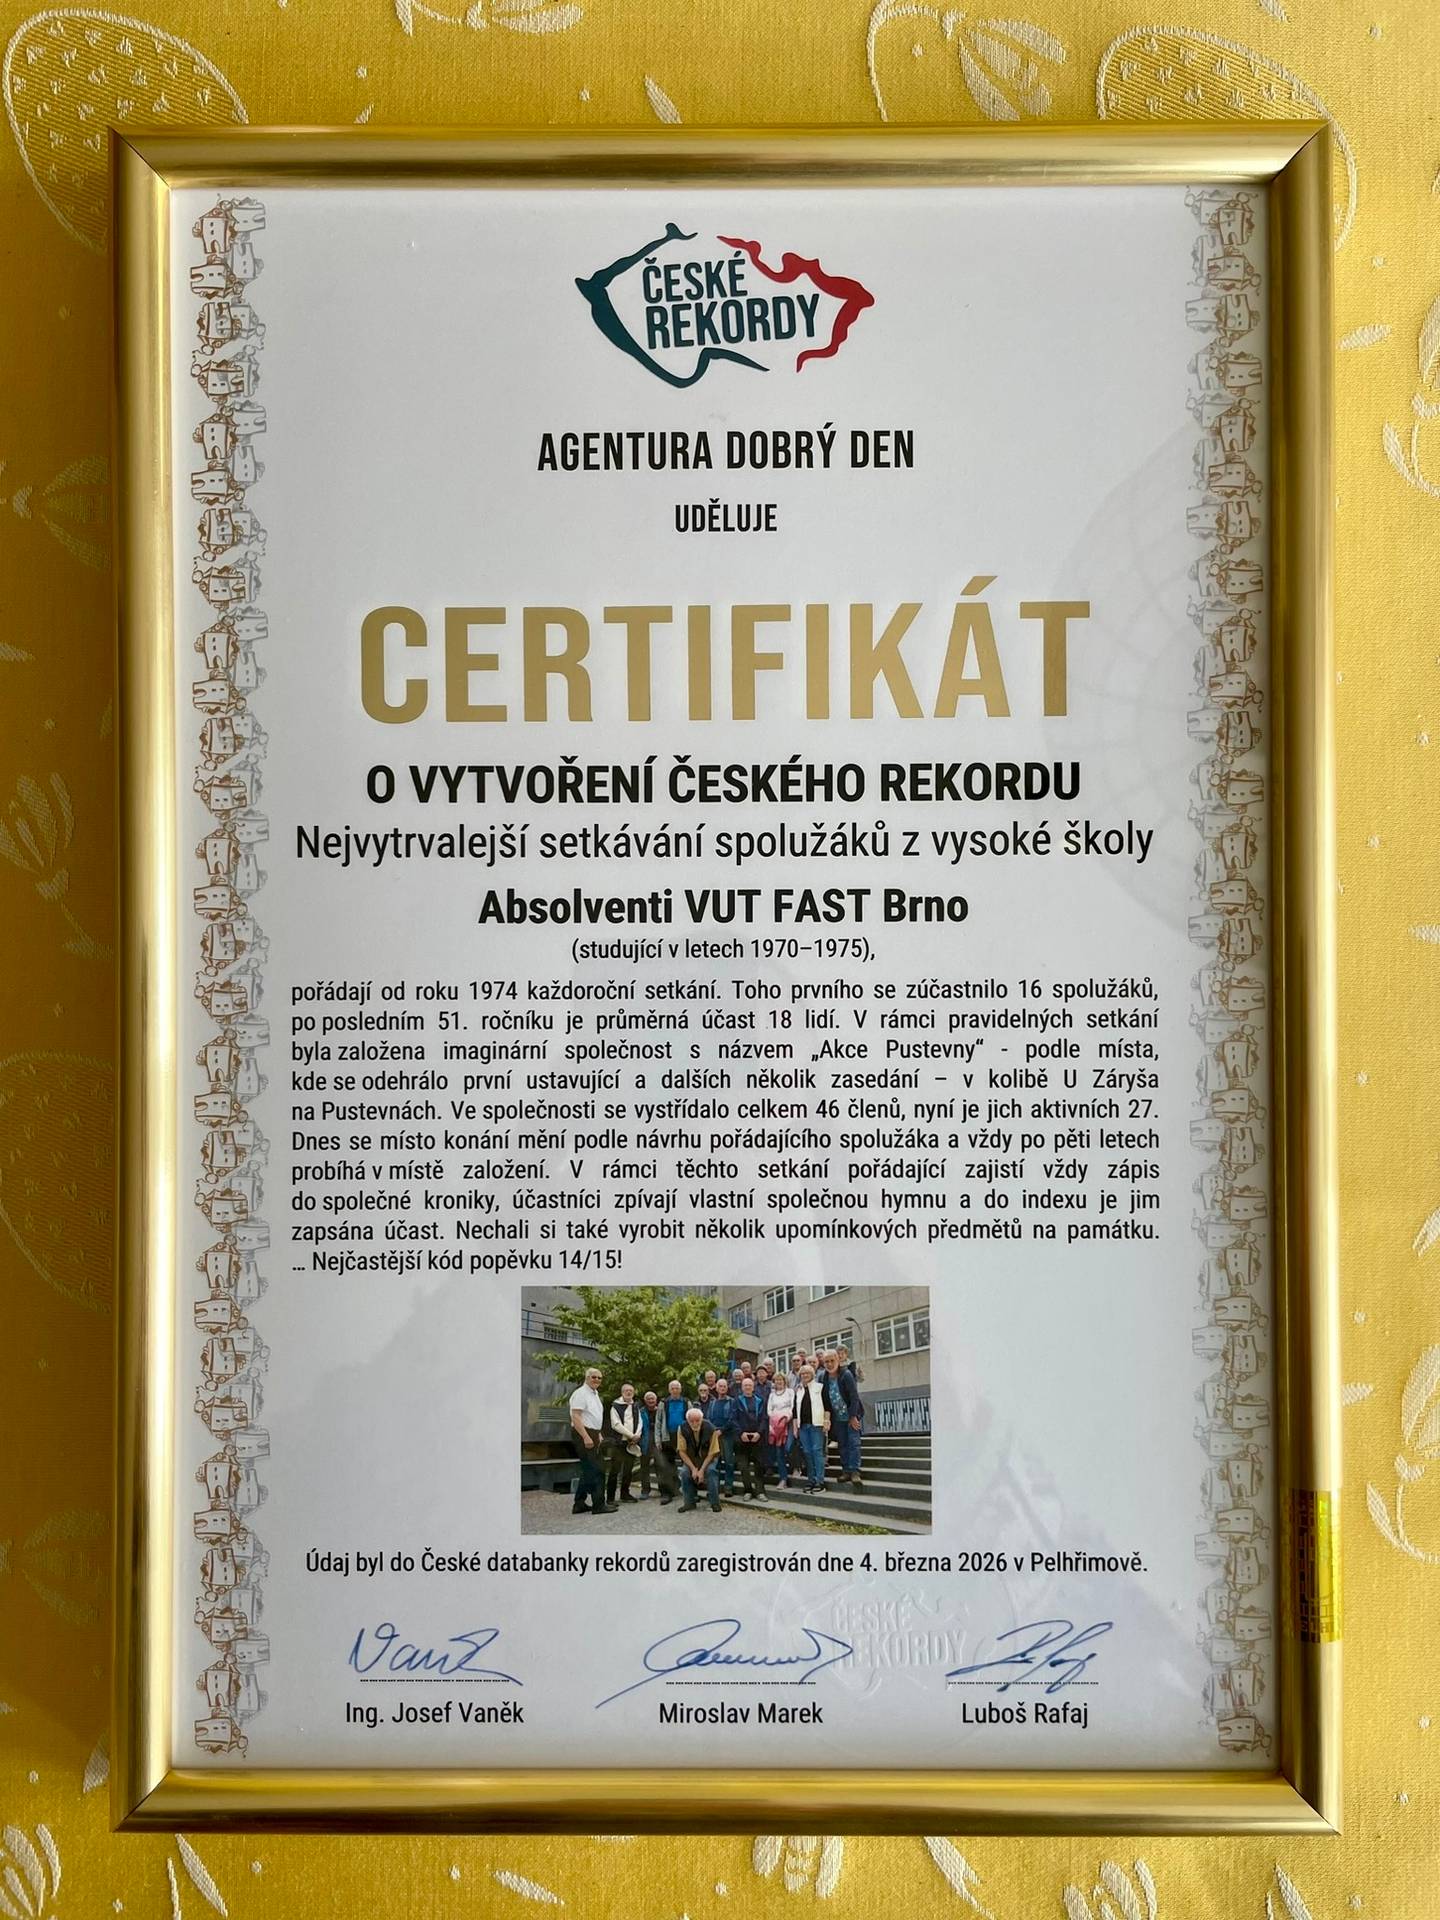 ČESKÉ
REKORDY
AGENTURA DOBRÝ DEN
UDĚLUJE
CERTIFIKÁT
O VYTVOŘENÍ ČESKÉHO REKORDU
Nejvytrvalejší setkávání spolužáků z vysoké školy
Absolventi VUT FAST Brno
(studující v letech 1970–1975),
pořádají od roku 1974 každoroční setkání. Toho prvního se zúčastnilo 16 spolužáků,
po posledním 51. ročníku je průměrná účast 18 lidí. V rámci pravidelných setkání
byla založena imaginární společnost s názvem „Akce Pustevny“ - podle místa,
kde se odehrálo první ustavující a dalších několik zasedání – v kolibě U Záryša
na Pustevnách. Ve společnosti se vystřídalo celkem 46 členů, nyní je jich aktivních 27.
Dnes se místo konání mění podle návrhu pořádajícího spolužáka a vždy po pěti letech
probíhá v místě založení. V rámci těchto setkání pořádající zajistí vždy zápis
do společné kroniky, účastníci zpívají vlastní společnou hymnu a do indexu je jim
zapsána účast. Nechali si také vyrobit několik upomínkových předmětů na památku.
... Nejčastější kód popěvku 14/15!
Údaj byl do České databanky rekordů zaregistrován dne 4. března 2026 v Pelhřimově.
ČESKÉ
REKORDY
Ing. Josef Vaněk
Miroslav Marek
Luboš Rafaj